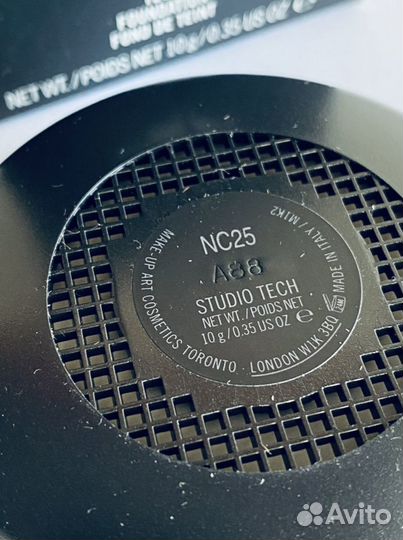 FOUNDATION
FOND DE TEINT
NET WT./POIDS NET 10 g/0.35 US OZ e
NC25
A88
STUDIO TECH
NET WT./POIDS NET
10 g/0.35 US OZ e
MAKE-UP ART COSMETICS TORONTO · LONDON W1K 3BQ
MADE IN ITALY / M1K2
Avito